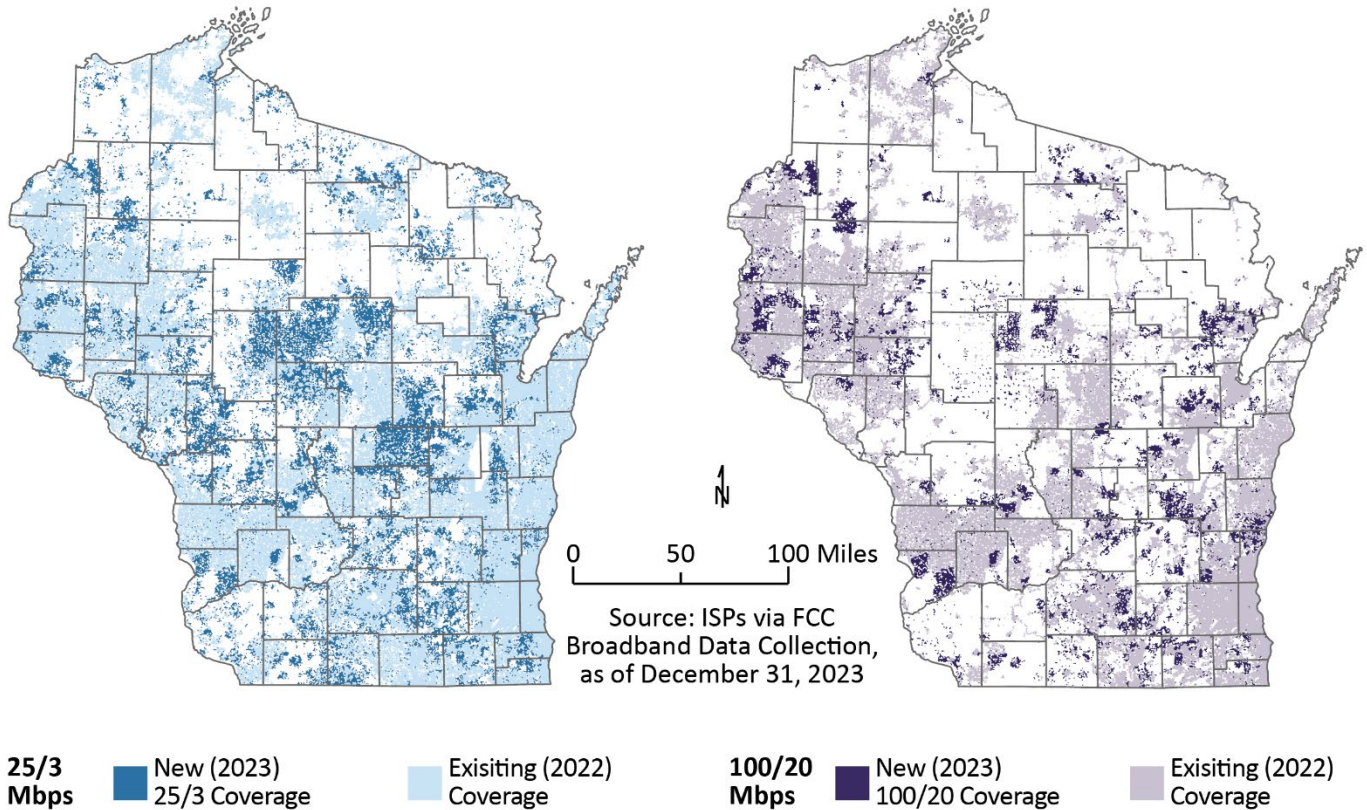 N
0 50 100 Miles
Source: ISPs via FCC
Broadband Data Collection,
as of December 31, 2023
25/3
Mbps
New (2023)
25/3 Coverage
Exisiting (2022)
Coverage
100/20
Mbps
New (2023)
100/20 Coverage
Exisiting (2022)
Coverage